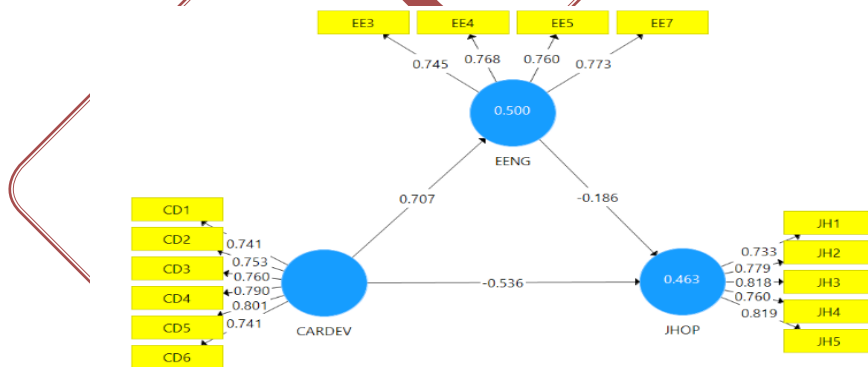 EE3 EE4 EE5 EE7
0.745 0.768 0.760 0.773
0.500
EENG
0.707 -0.186
CD1
CD2
CD3
CD4
CD5
CD6
0.741
0.753
0.760
0.790
0.801
0.741
CARDEV
-0.536
0.463
JHOP
0.733
0.779
0.818
0.760
0.819
JH1
JH2
JH3
JH4
JH5